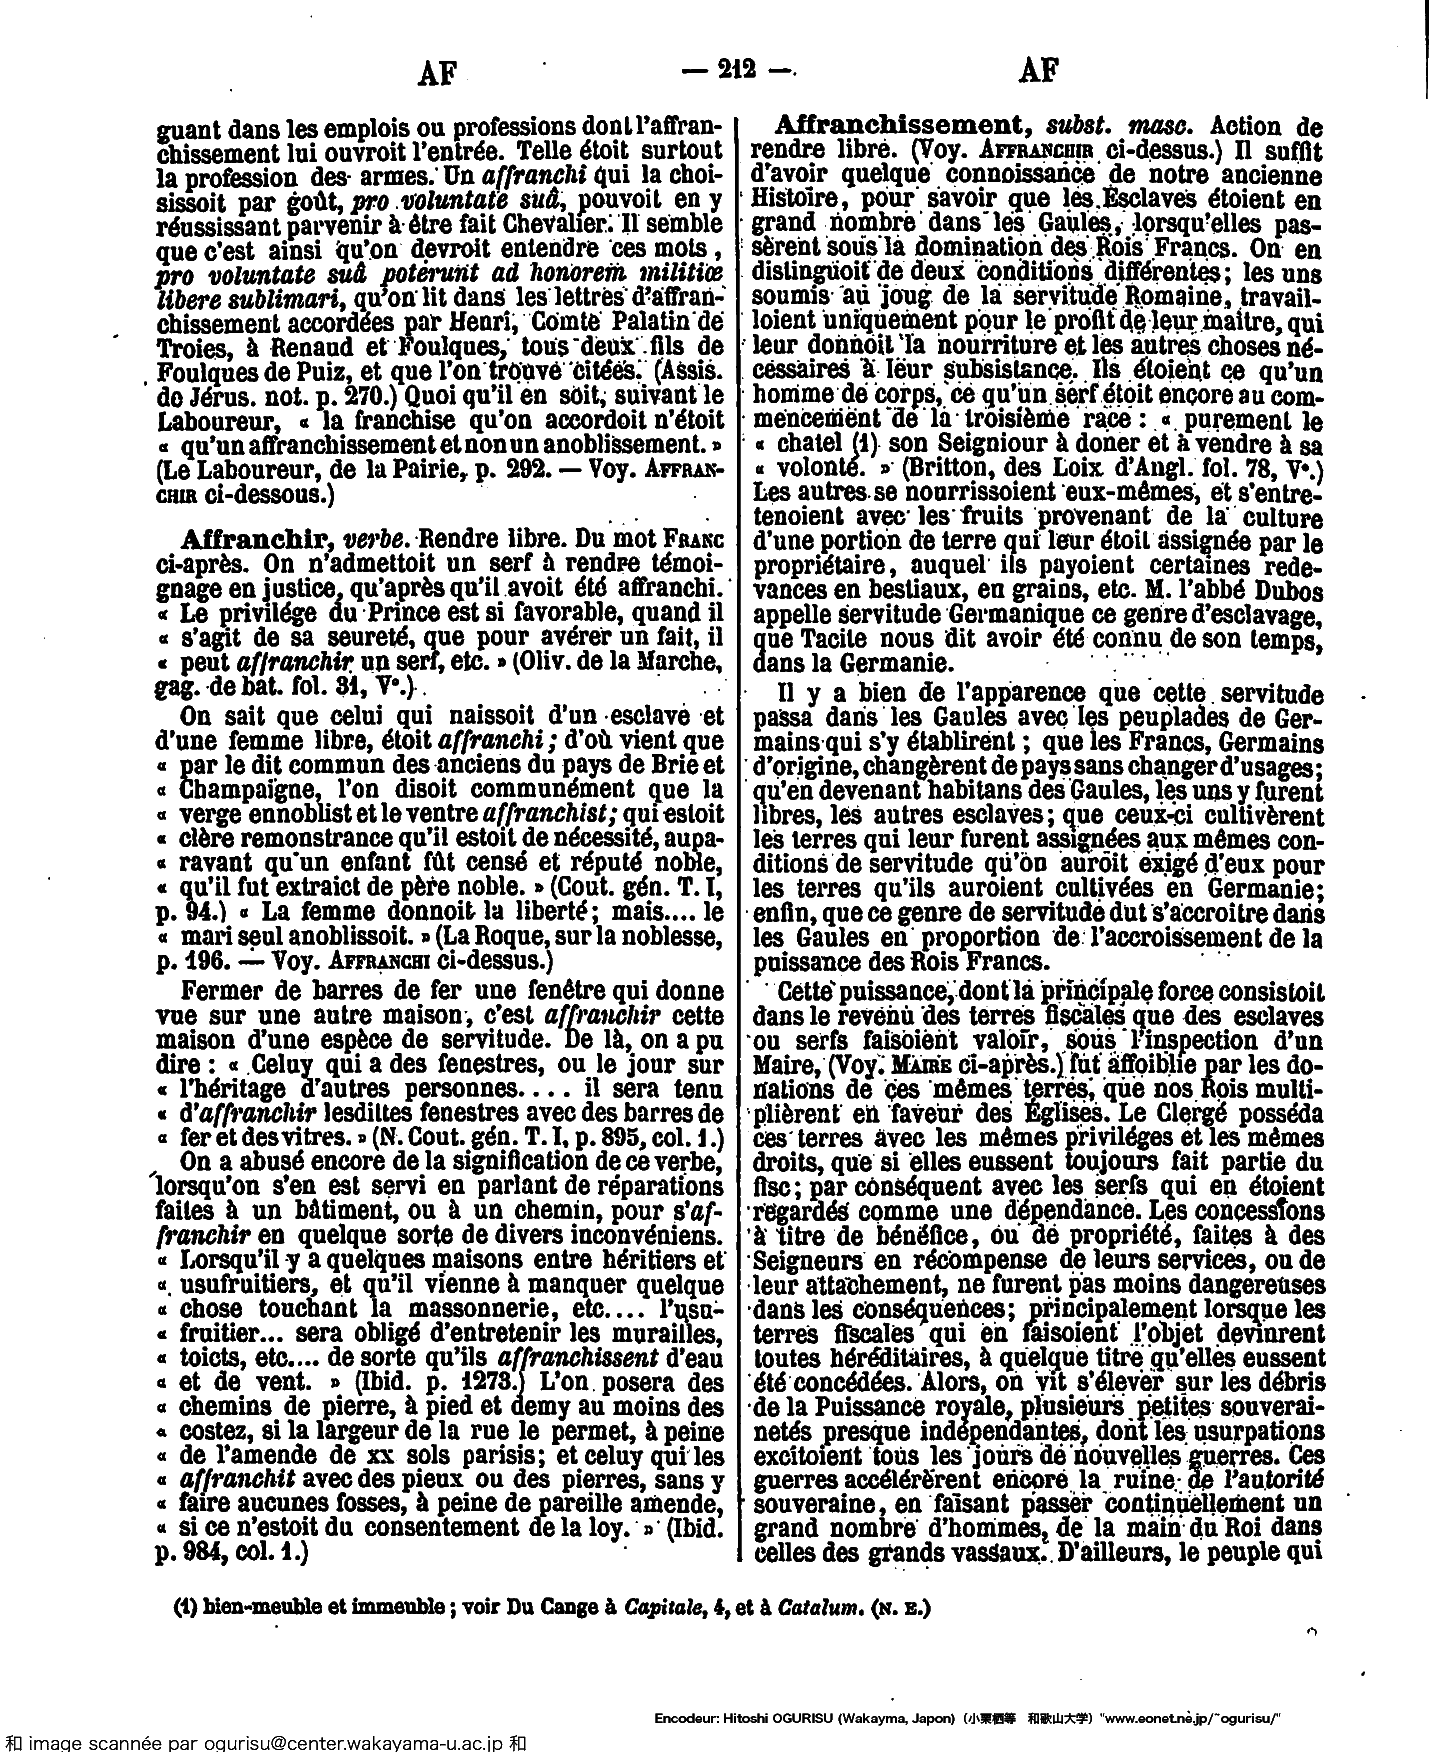 AF
— 212 —
AF
guant dans les emplois ou professions dont l'affran-
chissement lui ouvroit l'entrée. Telle étoit surtout
la profession des armes. Un affranchi qui la choi-
sissoit par goût, pro voluntate suâ, pouvoit en y
réussissant parvenir à être fait Chevalier. Il semble
que c'est ainsi qu'on devroit entendre ces mots,
pro voluntate suâ poterunt ad honorem militiæ
libere sublimari, qu'on lit dans les lettres d'affran-
chissement accordées par Henri, Comte Palatin de
Troies, à Renaud et Foulques, tous deux fils de
Foulques de Puiz, et que l'on trouve citées. (Assis.
de Jérus. not. p. 270.) Quoi qu'il en soit, suivant le
Laboureur, « la franchise qu'on accordoit n'étoit
« qu'un affranchissement et non un anoblissement. »
(Le Laboureur, de la Pairie, p. 292. — Voy. AFFRAN-
CHIR ci-dessous.)
Affranchir, verbe. Rendre libre. Du mot FRANC
ci-après. On n'admettoit un serf à rendre témoi-
gnage en justice, qu'après qu'il avoit été affranchi.
« Le privilége du Prince est si favorable, quand il
« s'agit de sa seureté, que pour avérer un fait, il
« peut affranchir un serf, etc. » (Oliv. de la Marche,
gag. de bat. fol. 31, V°.)
On sait que celui qui naissoit d'un esclave et
d'une femme libre, étoit affranchi; d'où vient que
« par le dit commun des anciens du pays de Brie et
« Champaigne, l'on disoit communément que la
« verge ennoblist et le ventre affranchist; qui estoit
« clère remonstrance qu'il estoit de nécessité, aupa-
« ravant qu'un enfant fût censé et réputé noble,
« qu'il fut extraict de père noble. » (Cout. gén. T. I,
p. 94.) « La femme donnoit la liberté; mais.... le
« mari seul anoblissoit. » (La Roque, sur la noblesse,
p. 196. — Voy. AFFRANCHI ci-dessus.)
Fermer de barres de fer une fenêtre qui donne
vue sur une autre maison, c'est affranchir cette
maison d'une espèce de servitude. De là, on a pu
dire : « Celuy qui a des fenestres, ou le jour sur
« l'héritage d'autres personnes.... il sera tenu
« d'affranchir lesdittes fenestres avec des barres de
« fer et des vitres. » (N. Cout. gén. T. I, p. 895, col. 1.)
On a abusé encore de la signification de ce verbe,
lorsqu'on s'en est servi en parlant de réparations
faites à un bâtiment, ou à un chemin, pour s'af-
franchir en quelque sorte de divers inconvéniens.
« Lorsqu'il y a quelques maisons entre héritiers et
« usufruitiers, et qu'il vienne à manquer quelque
« chose touchant la massonnerie, etc.... l'usu-
« fruitier... sera obligé d'entretenir les murailles,
« toicts, etc.... de sorte qu'ils affranchissent d'eau
« et de vent. » (Ibid. p. 1273.) L'on posera des
« chemins de pierre, à pied et demy au moins des
« costez, si la largeur de la rue le permet, à peine
« de l'amende de XX sols parisis; et celuy qui les
« affranchit avec des pieux ou des pierres, sans y
« faire aucunes fosses, à peine de pareille amende,
« si ce n'estoit du consentement de la loy. » (Ibid.
p. 984, col. 1.)
Affranchissement, subst. masc. Action de
rendre libre. (Voy. AFFRANCHIR ci-dessus.) Il suffit
d'avoir quelque connoissance de notre ancienne
Histoire, pour savoir que les Esclaves étoient en
grand nombre dans les Gaules, lorsqu'elles pas-
sèrent sous la domination des Rois Francs. On en
distinguoit de deux conditions différentes; les uns
soumis au joug de la servitude Romaine, travail-
loient uniquement pour le profit de leur maitre, qui
leur donnoit la nourriture et les autres choses né-
cessaires à leur subsistance. Ils étoient ce qu'un
homme de corps, ce qu'un serf étoit encore au com-
mencement de la troisième race : « purement le
« chatel (1) son Seigniour à doner et à vendre à sa
« volonté. » (Britton, des Loix d'Angl. fol. 78, V°.)
Les autres se nourrissoient eux-mêmes, et s'entre-
tenoient avec les fruits provenant de la culture
d'une portion de terre qui leur étoit assignée par le
propriétaire, auquel ils payoient certaines rede-
vances en bestiaux, en grains, etc. M. l'abbé Dubos
appelle servitude Germanique ce genre d'esclavage,
que Tacite nous dit avoir été connu de son temps,
dans la Germanie.
Il y a bien de l'apparence que cette servitude
passa dans les Gaules avec les peuplades de Ger-
mains qui s'y établirent ; que les Francs, Germains
d'origine, changèrent de pays sans changer d'usages;
qu'en devenant habitans des Gaules, les uns y furent
libres, les autres esclaves; que ceux-ci cultivèrent
les terres qui leur furent assignées aux mêmes con-
ditions de servitude qu'on auroit exigé d'eux pour
les terres qu'ils auroient cultivées en Germanie;
enfin, que ce genre de servitude dut s'accroitre dans
les Gaules en proportion de l'accroissement de la
puissance des Rois Francs.
Cette puissance, dont la principale force consistoit
dans le revenu des terres fiscales que des esclaves
ou serfs faisoient valoir, sous l'inspection d'un
Maire, (Voy. MAIRE ci-après.) fut affoiblie par les do-
nations de ces mêmes terres, que nos Rois multi-
plièrent en faveur des Églises. Le Clergé posséda
ces terres avec les mêmes priviléges et les mêmes
droits, que si elles eussent toujours fait partie du
fisc; par conséquent avec les serfs qui en étoient
regardés comme une dépendance. Les concessions
à titre de bénéfice, ou de propriété, faites à des
Seigneurs en récompense de leurs services, ou de
leur attachement, ne furent pas moins dangereuses
dans les conséquences; principalement lorsque les
terres fiscales qui en faisoient l'objet devinrent
toutes héréditaires, à quelque titre qu'elles eussent
été concédées. Alors, on vit s'élever sur les débris
de la Puissance royale, plusieurs petites souverai-
netés presque indépendantes, dont les usurpations
excitoient tous les jours de nouvelles guerres. Ces
guerres accélérèrent encore la ruine de l'autorité
souveraine, en faisant passer continuellement un
grand nombre d'hommes, de la main du Roi dans
celles des grands vassaux. D'ailleurs, le peuple qui
(1) bien-meuble et immeuble ; voir Du Cange à Capitale, 4, et à Catalum. (N. E.)
Encodeur: Hitoshi OGURISU (Wakayma, Japon) (小栗栖等 和歌山大学) "www.eonet.ne.jp/~ogurisu/"
和 image scannée par ogurisu@center.wakayama-u.ac.jp 和